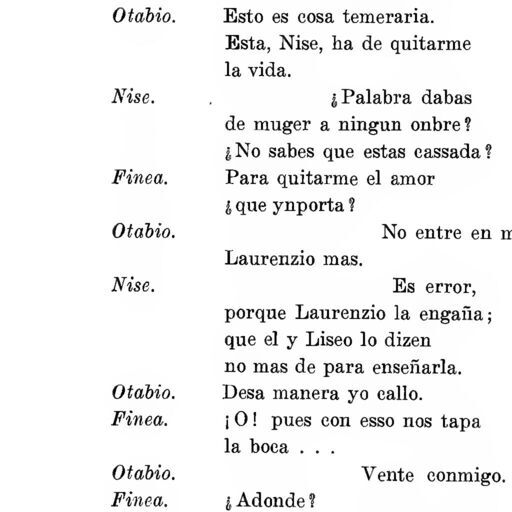 Otabio. Esto es cosa temeraria.
Esta, Nise, ha de quitarme
la vida.
Nise. ¿Palabra dabas
de muger a ningun onbre?
¿No sabes que estas cassada?
Finea. Para quitarme el amor
¿que ynporta?
Otabio. No entre en
Laurenzio mas.
Nise. Es error,
porque Laurenzio la engaña;
que el y Liseo lo dizen
no mas de para enseñarla.
Otabio. Desa manera yo callo.
Finea. ¡O! pues con esso nos tapa
la boca . . .
Otabio. Vente conmigo.
Finea. ¿Adonde?